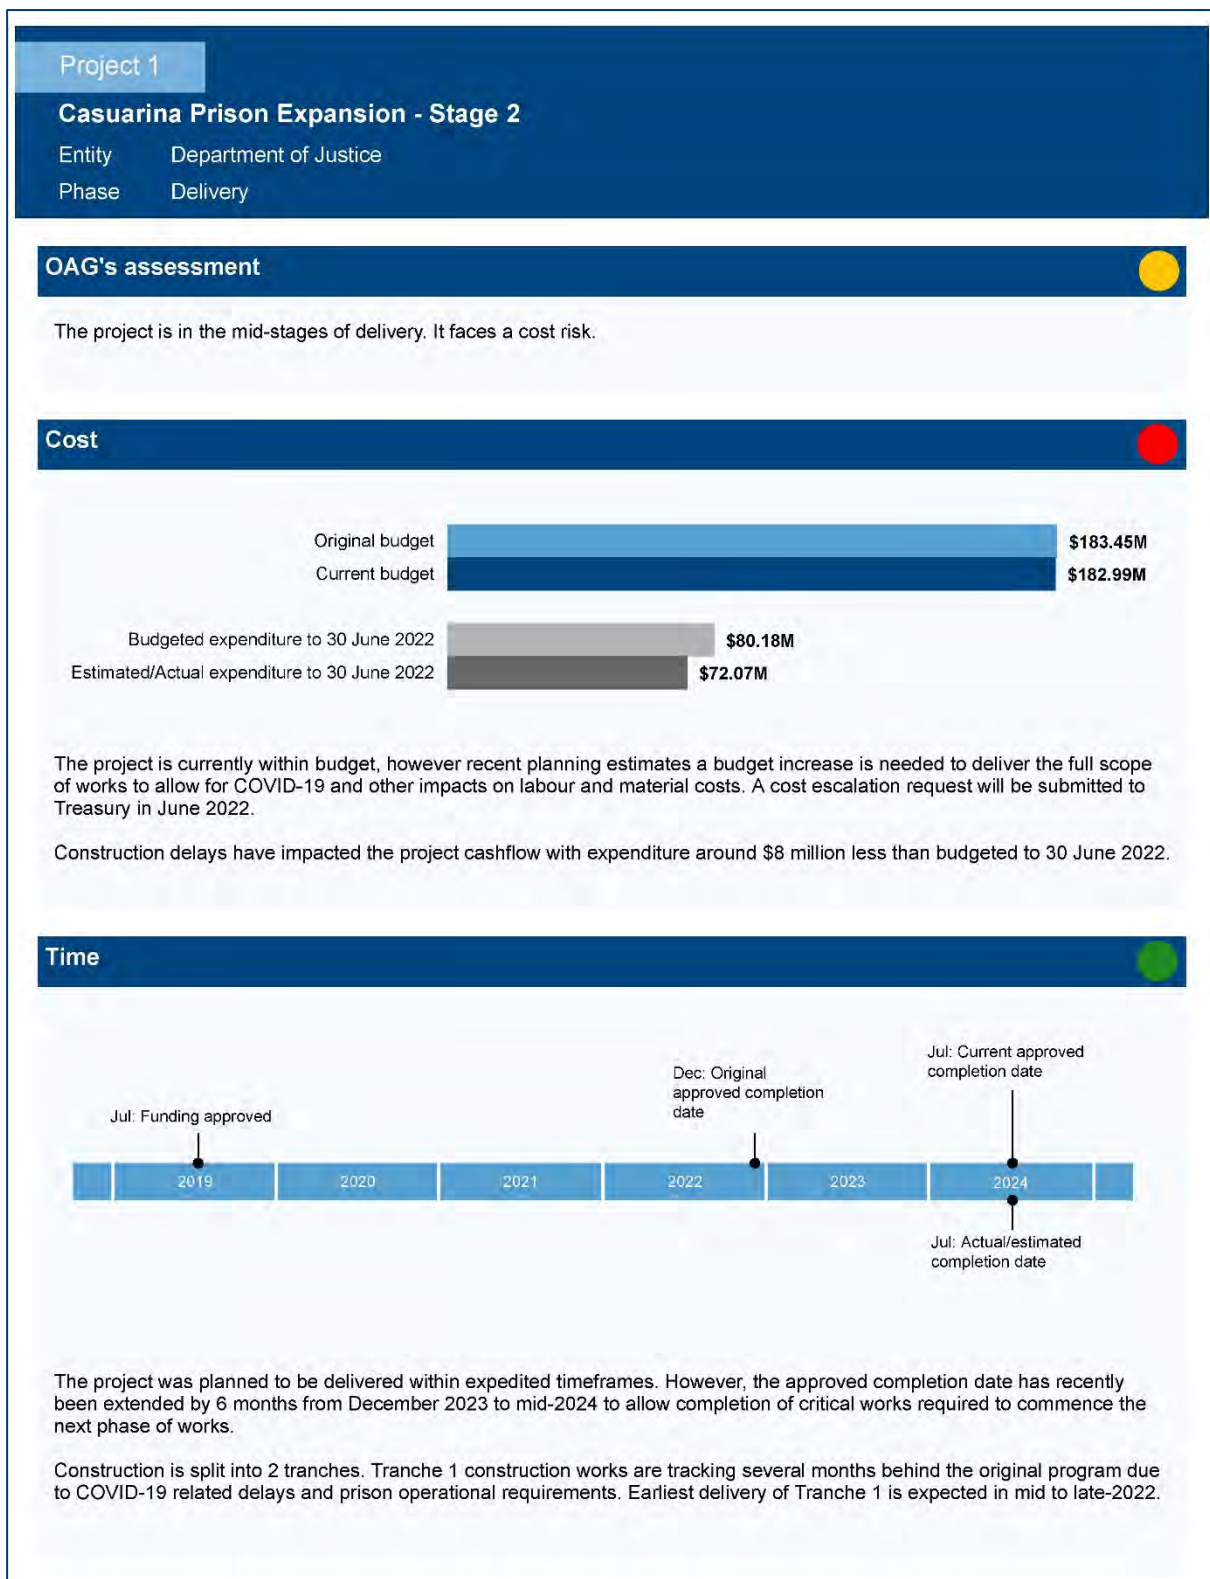 Project 1
Casuarina Prison Expansion - Stage 2
Entity Department of Justice
Phase Delivery
OAG's assessment
The project is in the mid-stages of delivery. It faces a cost risk.
Cost
Original budget $183.45M
Current budget $182.99M
Budgeted expenditure to 30 June 2022 $80.18M
Estimated/Actual expenditure to 30 June 2022 $72.07M
The project is currently within budget, however recent planning estimates a budget increase is needed to deliver the full scope
of works to allow for COVID-19 and other impacts on labour and material costs. A cost escalation request will be submitted to
Treasury in June 2022.
Construction delays have impacted the project cashflow with expenditure around $8 million less than budgeted to 30 June 2022.
Time
Jul: Funding approved
Dec: Original
approved completion
date
Jul: Current approved
completion date
2019 2020 2021 2022 2023 2024
Jul: Actual/estimated
completion date
The project was planned to be delivered within expedited timeframes. However, the approved completion date has recently
been extended by 6 months from December 2023 to mid-2024 to allow completion of critical works required to commence the
next phase of works.
Construction is split into 2 tranches. Tranche 1 construction works are tracking several months behind the original program due
to COVID-19 related delays and prison operational requirements. Earliest delivery of Tranche 1 is expected in mid to late-2022.